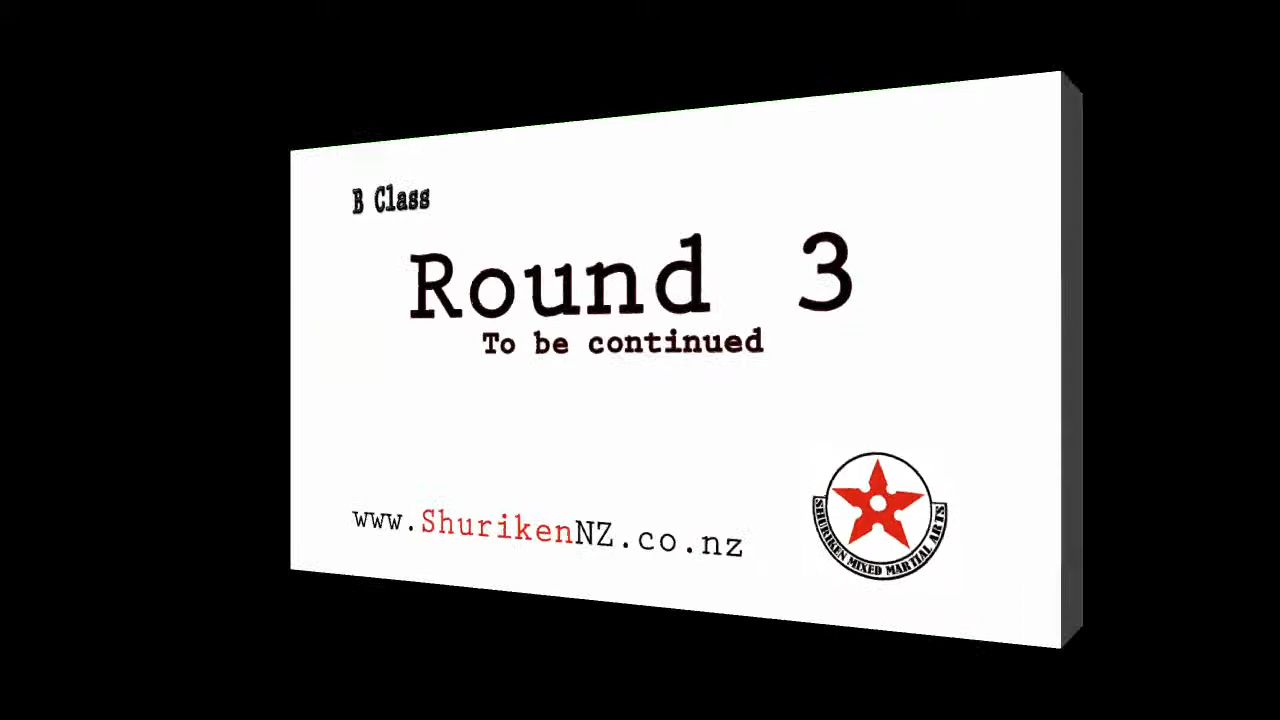 B Class
Round 3
To be continued
www.ShurikenNZ.co.nz
SHURIKEN MIXED MARTIAL ARTS